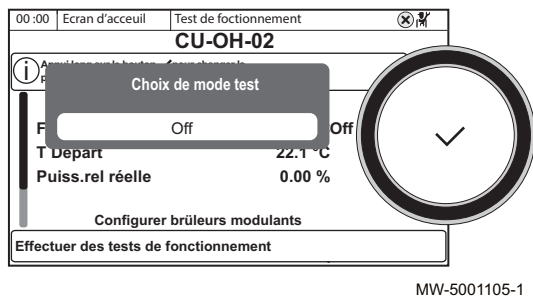 00 :00 Ecran d’acceuil Test de foctionnement
CU-OH-02
Choix de mode test
Off
Off
T Départ 22.1 °C
Puiss.rel réelle 0.00 %
Configurer brûleurs modulants
Effectuer des tests de fonctionnement
MW-5001105-1